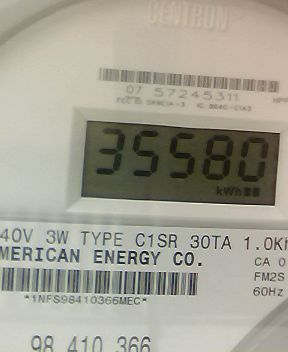 CENTRON
07 57245311
35580
kWh
40V 3W TYPE C1SR 30TA 1.0Kh
MERICAN ENERGY CO.
CA 0
FM2S
60Hz
*1NFS98410366MEC*
98 410 366